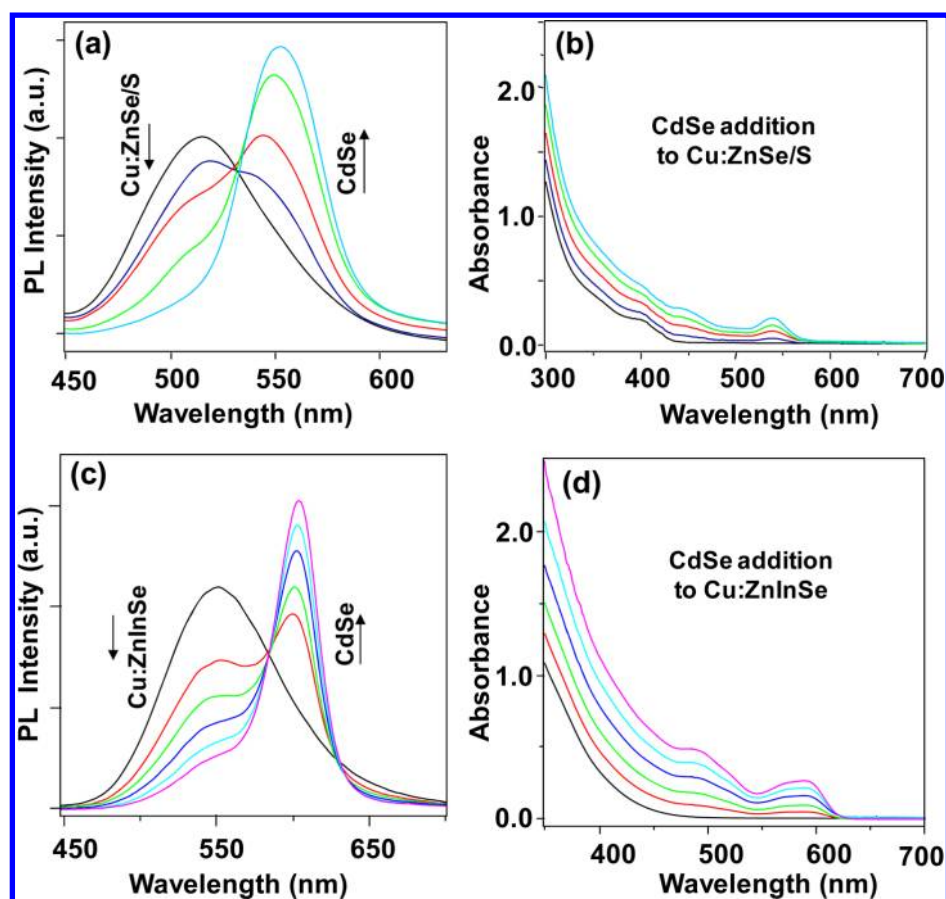 (a)
PL Intensity (a.u.)
Cu:ZnSe/S
CdSe
450 500 550 600
Wavelength (nm)
(b)
CdSe addition
to Cu:ZnSe/S
Absorbance
2.0
1.0
0.0
300 400 500 600 700
Wavelength (nm)
(c)
PL Intensity (a.u.)
Cu:ZnInSe
CdSe
450 550 650
Wavelength (nm)
(d)
CdSe addition
to Cu:ZnInSe
Absorbance
2.0
1.0
0.0
400 500 600 700
Wavelength (nm)